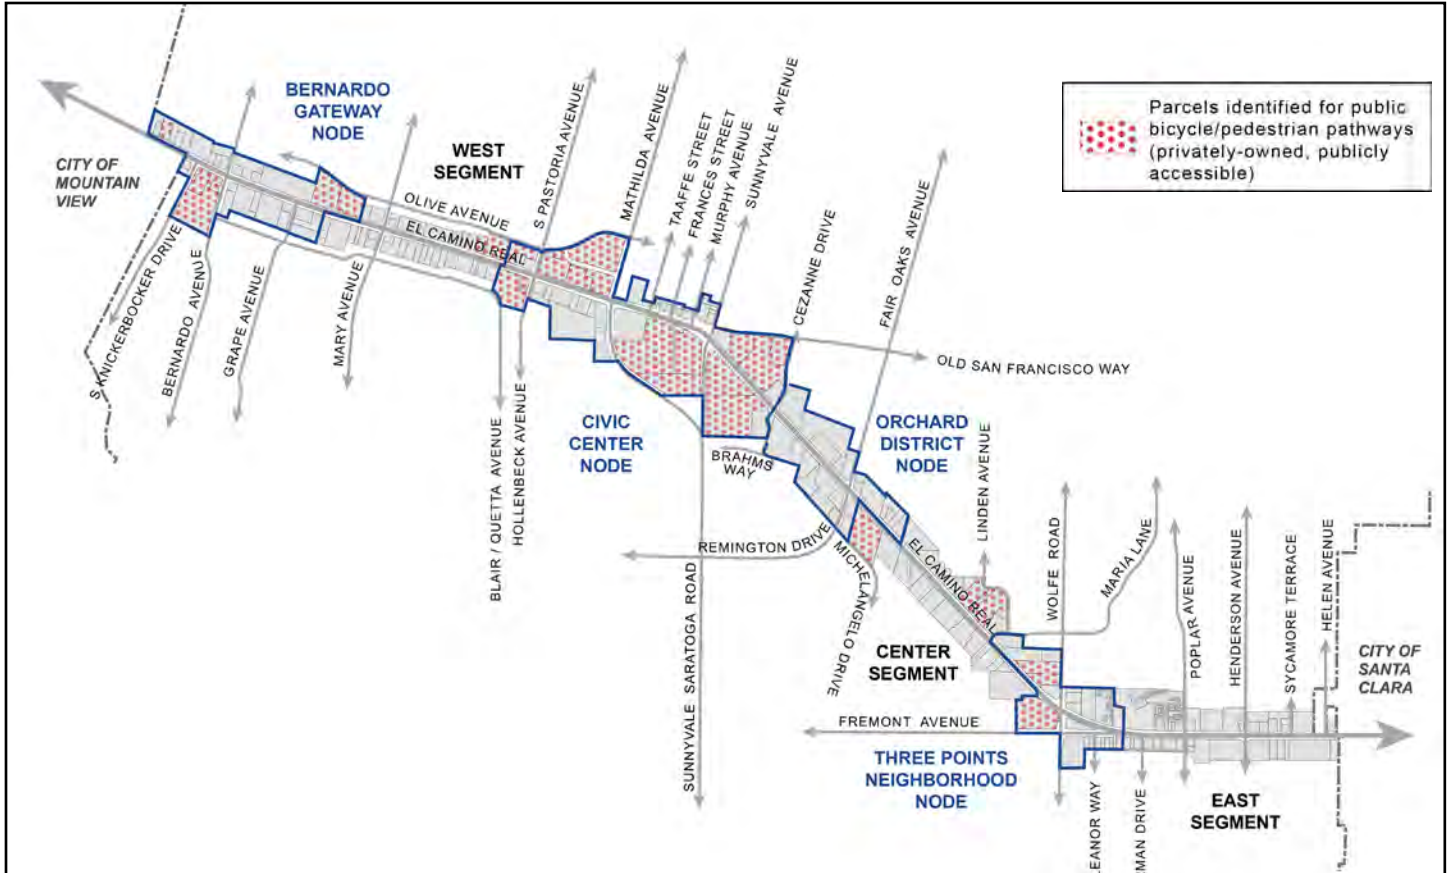 Parcels identified for public
bicycle/pedestrian pathways
(privately-owned, publicly
accessible)
BERNARDO
GATEWAY
NODE
WEST
SEGMENT
CITY OF
MOUNTAIN
VIEW
OLIVE AVENUE
EL CAMINO REAL
S PASTORIA AVENUE
MATHILDA AVENUE
TAAFFE STREET
FRANCES STREET
MURPHY AVENUE
SUNNYVALE AVENUE
CEZANNE DRIVE
FAIR OAKS AVENUE
OLD SAN FRANCISCO WAY
S KNICKERBOCKER DRIVE
BERNARDO AVENUE
GRAPE AVENUE
MARY AVENUE
BLAIR / QUETTA AVENUE
HOLLENBECK AVENUE
CIVIC
CENTER
NODE
BRAHMS
WAY
ORCHARD
DISTRICT
NODE
LINDEN AVENUE
REMINGTON DRIVE
MICHELANGELO DRIVE
EL CAMINO REAL
SUNNYVALE SARATOGA ROAD
CENTER
SEGMENT
WOLFE ROAD
MARIA LANE
POPLAR AVENUE
HENDERSON AVENUE
SYCAMORE TERRACE
HELEN AVENUE
CITY OF
SANTA
CLARA
FREMONT AVENUE
THREE POINTS
NEIGHBORHOOD
NODE
EAST
SEGMENT
LEANOR WAY
MAN DRIVE